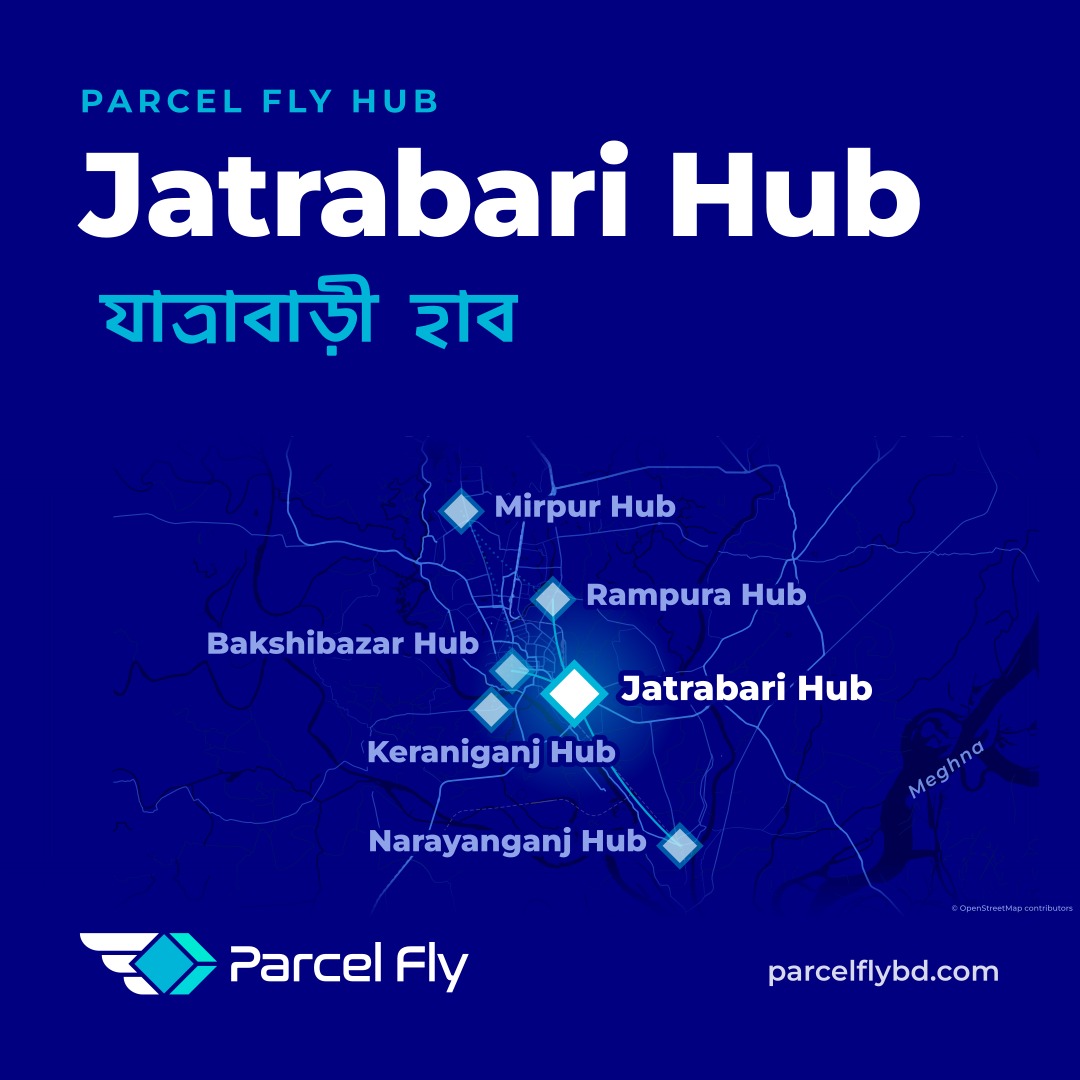 PARCEL FLY HUB
Jatrabari Hub
যাত্রাবাড়ী হাব
Mirpur Hub
Rampura Hub
Bakshibazar Hub
Jatrabari Hub
Keraniganj Hub
Meghna
Narayanganj Hub
© OpenStreetMap contributors
Parcel Fly
parcelflybd.com